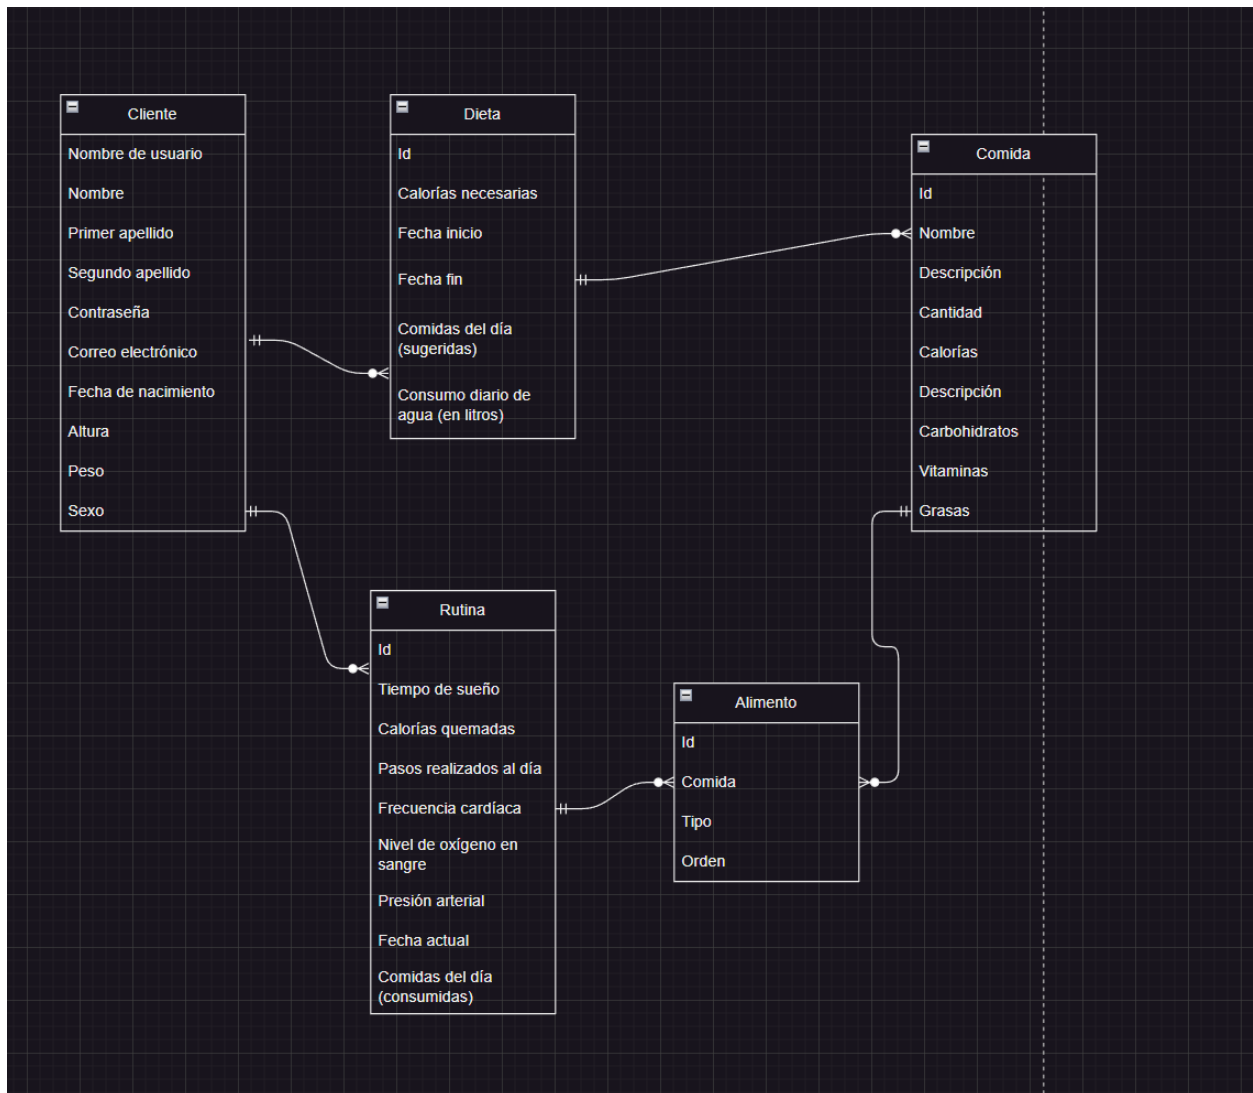 Cliente
Nombre de usuario
Nombre
Primer apellido
Segundo apellido
Contraseña
Correo electrónico
Fecha de nacimiento
Altura
Peso
Sexo
Dieta
Id
Calorías necesarias
Fecha inicio
Fecha fin
Comidas del día
(sugeridas)
Consumo diario de
agua (en litros)
Comida
Id
Nombre
Descripción
Cantidad
Calorías
Descripción
Carbohidratos
Vitaminas
Grasas
Rutina
Id
Tiempo de sueño
Calorías quemadas
Pasos realizados al día
Frecuencia cardíaca
Nivel de oxígeno en
sangre
Presión arterial
Fecha actual
Comidas del día
(consumidas)
Alimento
Id
Comida
Tipo
Orden